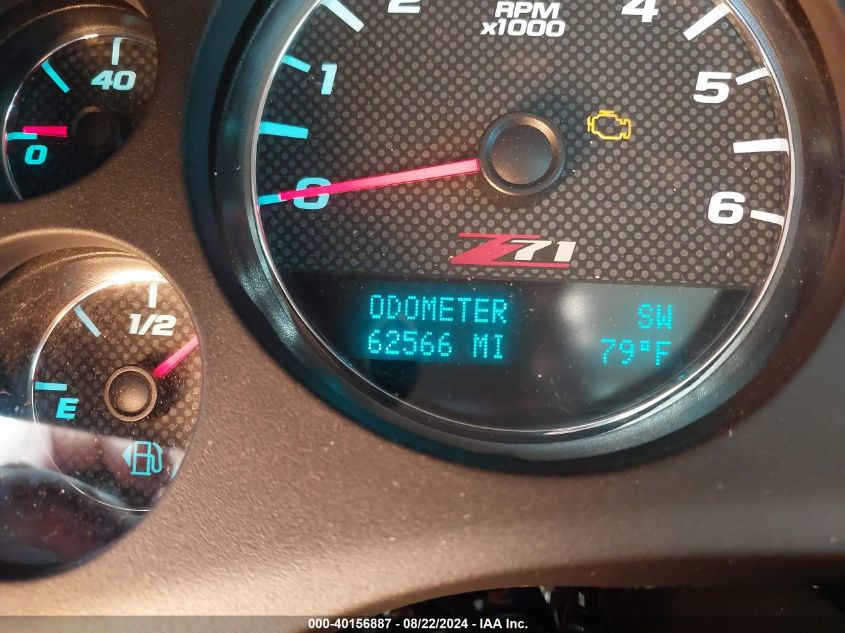 40
0
1/2
E
0
1
2
4
5
6
RPM
x1000
Z71
ODOMETER
62566 MI
SW
79°F
000-40156887 - 08/22/2024 - IAA Inc.